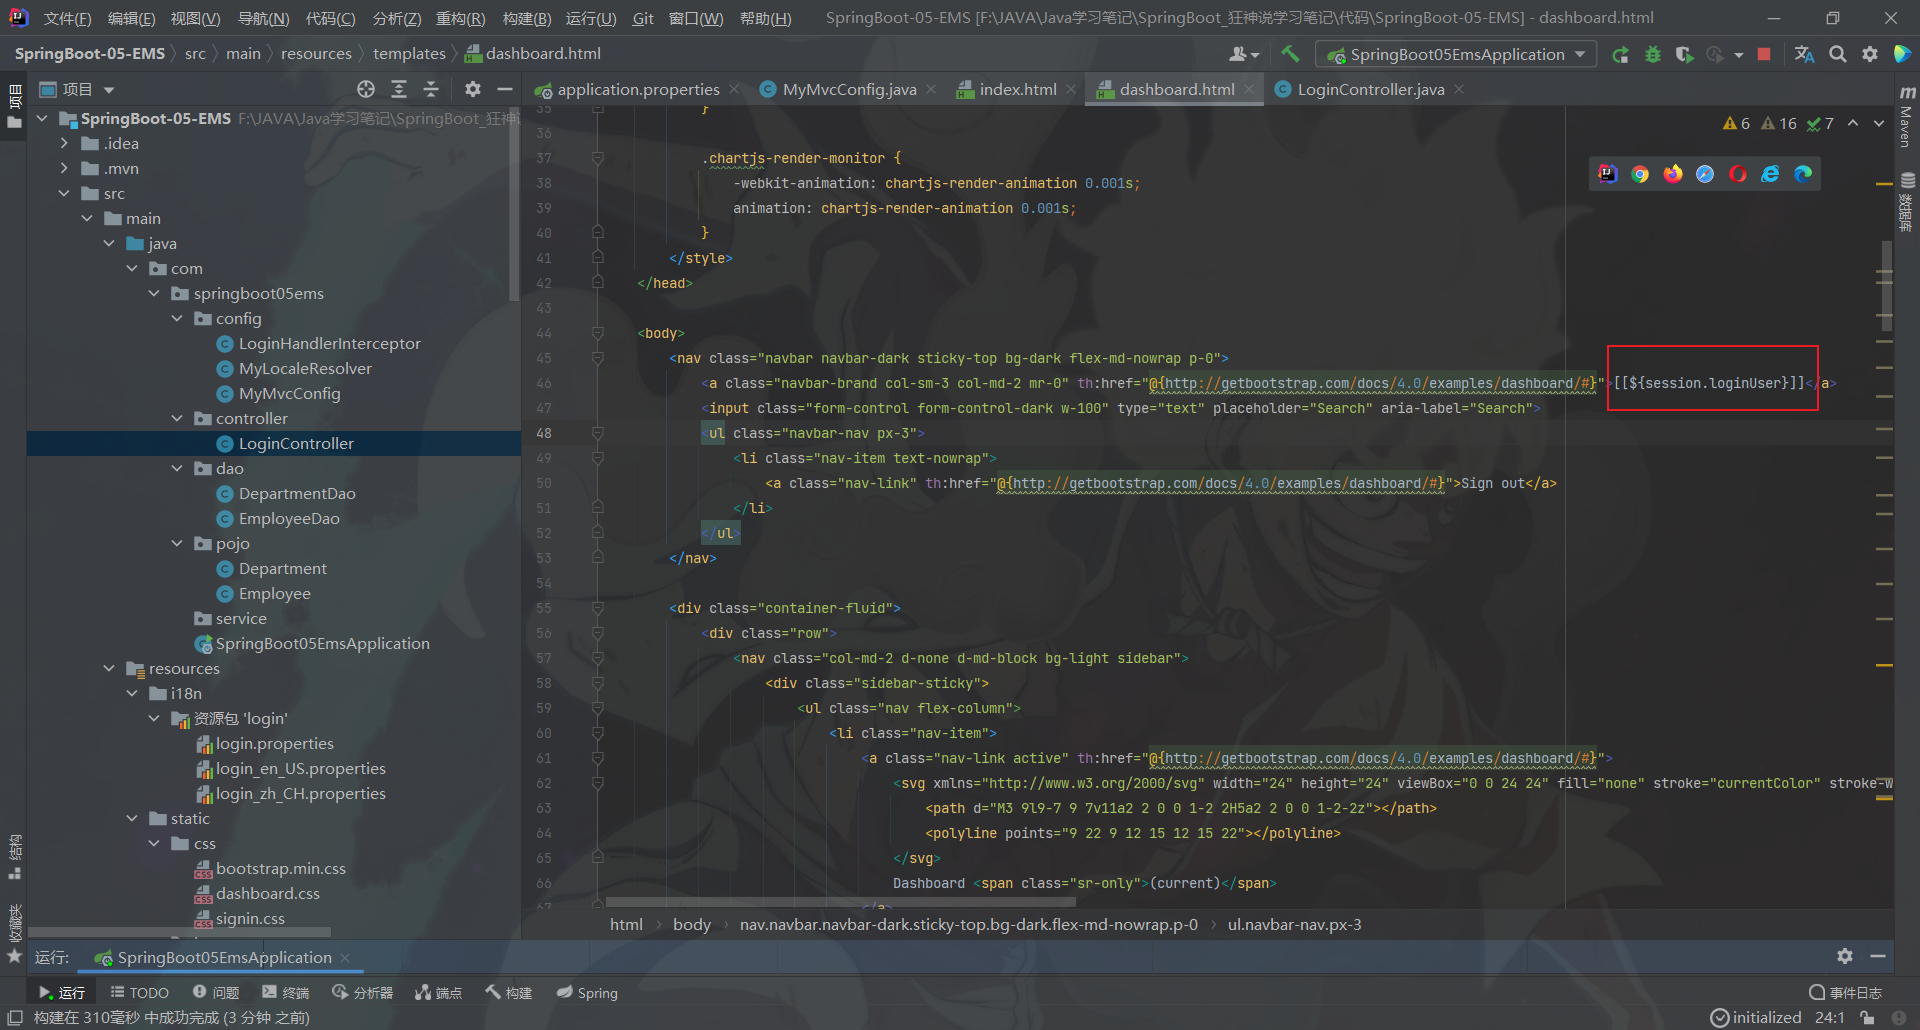 文件(F) 编辑(E) 视图(V) 导航(N) 代码(C) 分析(Z) 重构(R) 构建(B) 运行(U) Git 窗口(W) 帮助(H) SpringBoot-05-EMS [F:\JAVA\Java学习笔记\SpringBoot_狂神说学习笔记\代码\SpringBoot-05-EMS] - dashboard.html
SpringBoot-05-EMS src main resources templates dashboard.html SpringBoot05EmsApplication
项目
项目
application.properties MyMvcConfig.java index.html dashboard.html LoginController.java
Maven
数据库
6 16 7
SpringBoot-05-EMS F:\JAVA\Java学习笔记\SpringBoot_狂神说
.idea
.mvn
src
main
java
com
springboot05ems
config
LoginHandlerInterceptor
MyLocaleResolver
MyMvcConfig
controller
LoginController
dao
DepartmentDao
EmployeeDao
pojo
Department
Employee
service
SpringBoot05EmsApplication
resources
i18n
资源包 'login'
login.properties
login_en_US.properties
login_zh_CH.properties
static
css
bootstrap.min.css
dashboard.css
signin.css
结构
收藏夹
35 }
36
37 .chartjs-render-monitor {
38 -webkit-animation: chartjs-render-animation 0.001s;
39 animation: chartjs-render-animation 0.001s;
40 }
41 </style>
42 </head>
43
44 <body>
45 <nav class="navbar navbar-dark sticky-top bg-dark flex-md-nowrap p-0">
46 <a class="navbar-brand col-sm-3 col-md-2 mr-0" th:href="@{http://getbootstrap.com/docs/4.0/examples/dashboard/#}">[[${session.loginUser}]]</a>
47 <input class="form-control form-control-dark w-100" type="text" placeholder="Search" aria-label="Search">
48 <ul class="navbar-nav px-3">
49 <li class="nav-item text-nowrap">
50 <a class="nav-link" th:href="@{http://getbootstrap.com/docs/4.0/examples/dashboard/#}">Sign out</a>
51 </li>
52 </ul>
53 </nav>
54
55 <div class="container-fluid">
56 <div class="row">
57 <nav class="col-md-2 d-none d-md-block bg-light sidebar">
58 <div class="sidebar-sticky">
59 <ul class="nav flex-column">
60 <li class="nav-item">
61 <a class="nav-link active" th:href="@{http://getbootstrap.com/docs/4.0/examples/dashboard/#}">
62 <svg xmlns="http://www.w3.org/2000/svg" width="24" height="24" viewBox="0 0 24 24" fill="none" stroke="currentColor" stroke-w
63 <path d="M3 9l9-7 9 7v11a2 2 0 0 1-2 2H5a2 2 0 0 1-2-2z"></path>
64 <polyline points="9 22 9 12 15 12 15 22"></polyline>
65 </svg>
66 Dashboard <span class="sr-only">(current)</span>
67 </a>
html body nav.navbar.navbar-dark.sticky-top.bg-dark.flex-md-nowrap.p-0 ul.navbar-nav.px-3
运行: SpringBoot05EmsApplication
运行 TODO 问题 终端 分析器 端点 构建 Spring 事件日志
构建在 310毫秒 中成功完成 (3 分钟 之前) initialized 24:1